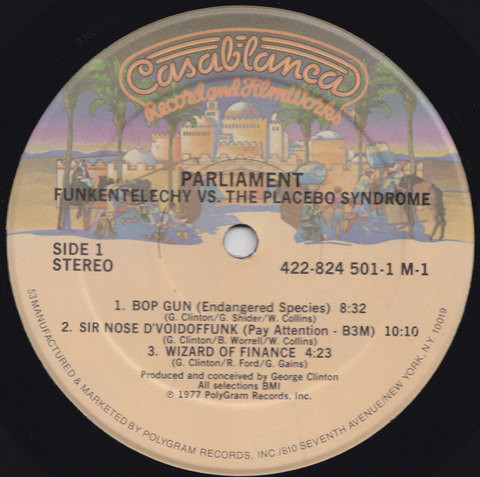 Casablanca
Record and FilmWorks
PARLIAMENT
FUNKENTELECHY VS. THE PLACEBO SYNDROME
SIDE 1
STEREO
422-824 501-1 M-1
1. BOP GUN (Endangered Species) 8:32
(G. Clinton/G. Shider/W. Collins)
2. SIR NOSE D'VOIDOFFUNK (Pay Attention - B3M) 10:10
(G. Clinton/B. Worrell/W. Collins)
3. WIZARD OF FINANCE 4:23
(G. Clinton/R. Ford/G. Gains)
Produced and conceived by George Clinton
All selections BMI
℗ 1977 PolyGram Records, Inc.
53 MANUFACTURED & MARKETED BY POLYGRAM RECORDS, INC./810 SEVENTH AVENUE/NEW YORK, N.Y. 10019